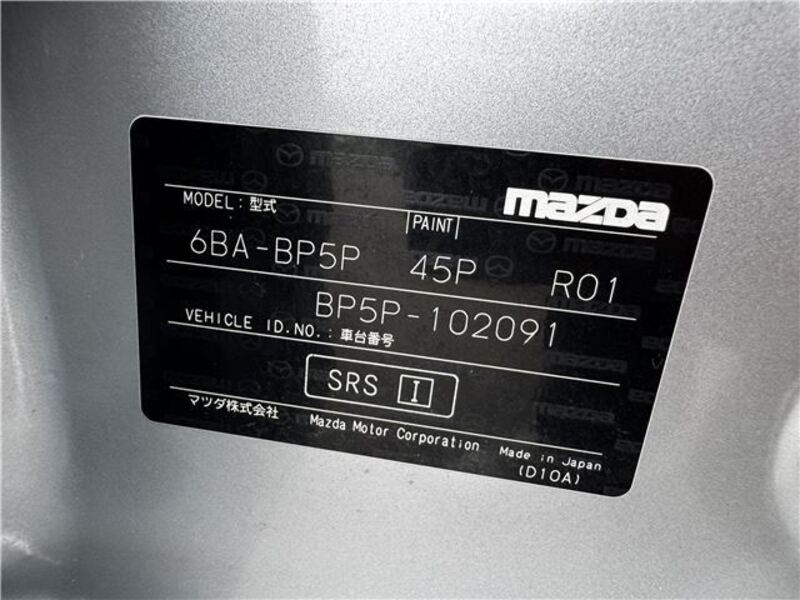 mazda
MODEL: 型式
PAINT
6BA-BP5P 45P R01
BP5P-102091
VEHICLE ID.NO.: 車台番号
SRS I
マツダ株式会社 Mazda Motor Corporation Made in Japan
(D10A)